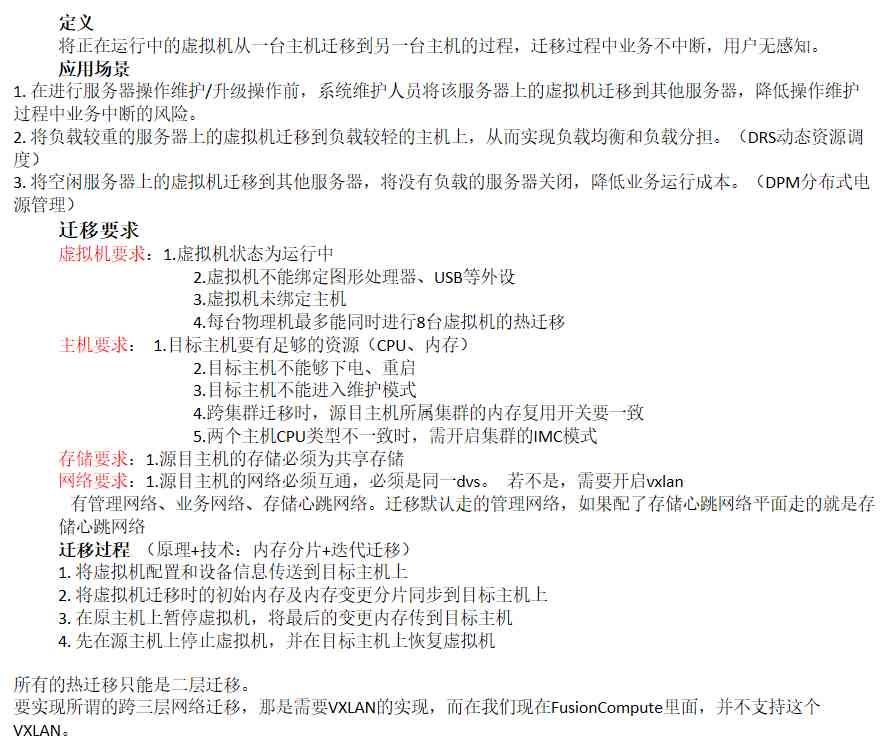 定义
将正在运行中的虚拟机从一台主机迁移到另一台主机的过程，迁移过程中业务不中断，用户无感知。
应用场景
1. 在进行服务器操作维护/升级操作前，系统维护人员将该服务器上的虚拟机迁移到其他服务器，降低操作维护
过程中业务中断的风险。
2. 将负载较重的服务器上的虚拟机迁移到负载较轻的主机上，从而实现负载均衡和负载分担。（DRS动态资源调
度）
3. 将空闲服务器上的虚拟机迁移到其他服务器，将没有负载的服务器关闭，降低业务运行成本。（DPM分布式电
源管理）
迁移要求
虚拟机要求：1.虚拟机状态为运行中
2.虚拟机不能绑定图形处理器、USB等外设
3.虚拟机未绑定主机
4.每台物理机最多能同时进行8台虚拟机的热迁移
主机要求： 1.目标主机要有足够的资源（CPU、内存）
2.目标主机不能够下电、重启
3.目标主机不能进入维护模式
4.跨集群迁移时，源目主机所属集群的内存复用开关要一致
5.两个主机CPU类型不一致时，需开启集群的IMC模式
存储要求：1.源目主机的存储必须为共享存储
网络要求：1.源目主机的网络必须互通，必须是同一dvs。 若不是，需要开启vxlan
有管理网络、业务网络、存储心跳网络。迁移默认走的管理网络，如果配了存储心跳网络平面走的就是存
储心跳网络
迁移过程 （原理+技术：内存分片+迭代迁移）
1. 将虚拟机配置和设备信息传送到目标主机上
2. 将虚拟机迁移时的初始内存及内存变更分片同步到目标主机上
3. 在原主机上暂停虚拟机，将最后的变更内存传到目标主机
4. 先在源主机上停止虚拟机，并在目标主机上恢复虚拟机
所有的热迁移只能是二层迁移。
要实现所谓的跨三层网络迁移，那是需要VXLAN的实现，而在我们现在FusionCompute里面，并不支持这个
VXLAN。